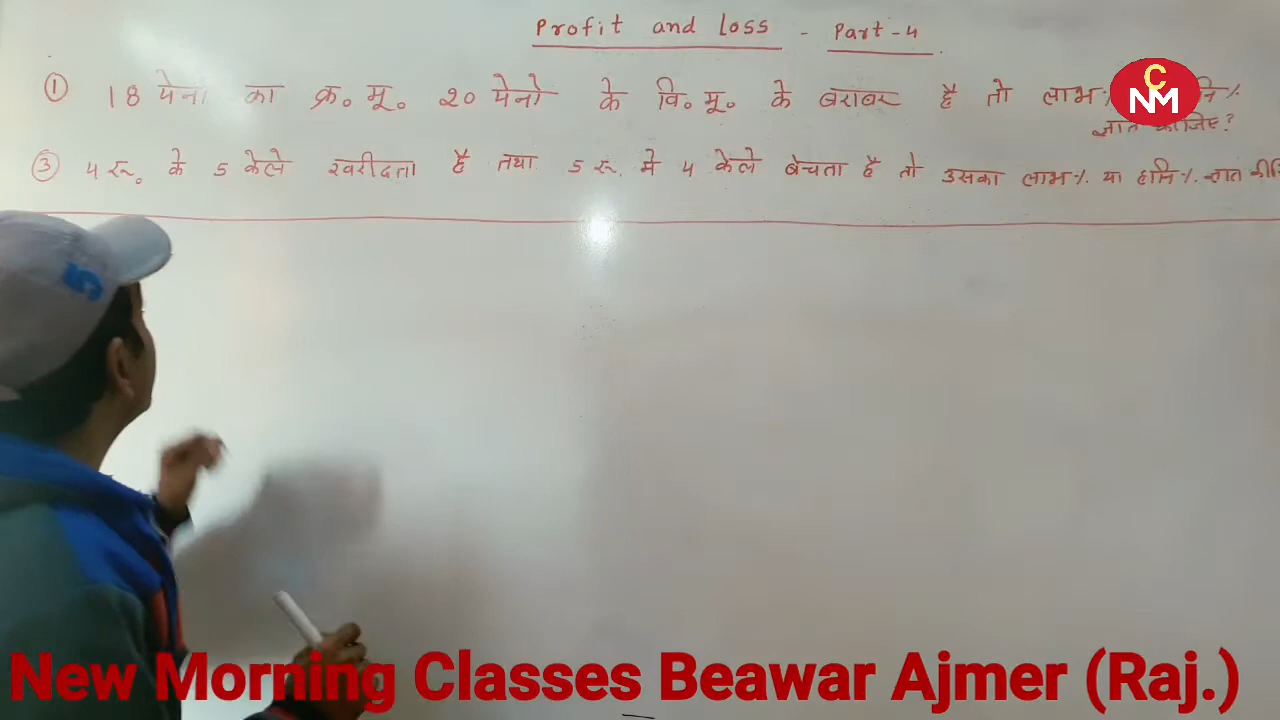 Profit and loss - Part-4
① 18 पेनो का क्र. मू. 20 पेनो के वि. मू. के बराबर है तो लाभ%
ज्ञात कीजिए?
③ 4 रू. के 5 केले खरीदता है तथा 5 रू. मे 4 केले बेचता है तो उसका लाभ% या हानि% ज्ञात
C
NM
New Morning Classes Beawar Ajmer (Raj.)